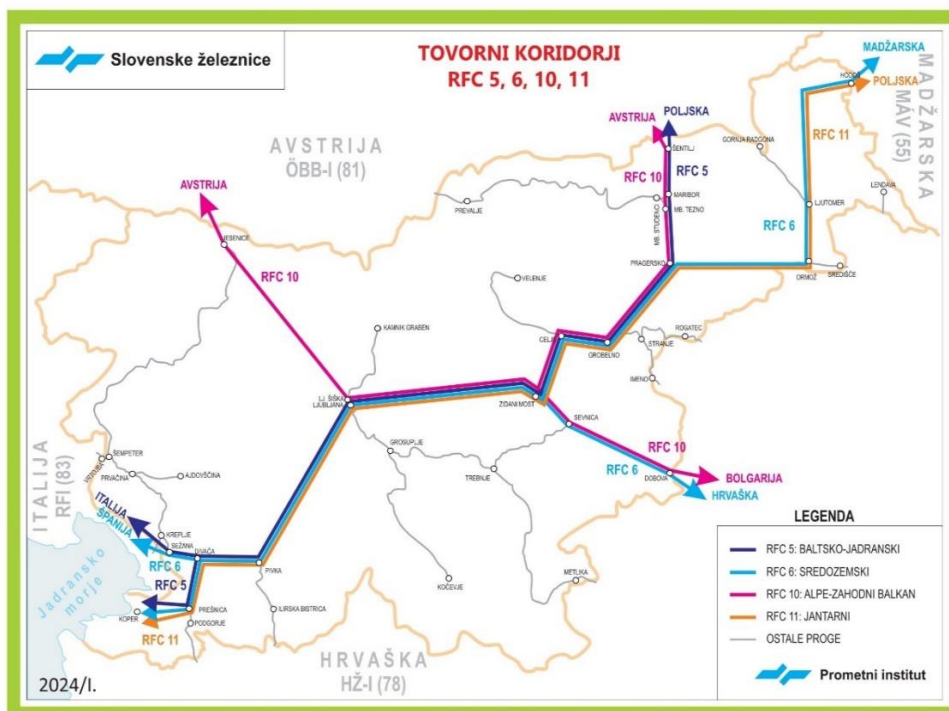 Slovenske železnice
TOVORNI KORIDORJI
RFC 5, 6, 10, 11
MADŽARSKA
HODOŠ
POLJSKA
MADŽARSKA
MÁV (55)
AVSTRIJA
ÖBB-I (81)
AVSTRIJA
POLJSKA
ŠENTILJ
GORNJA RADGONA
RFC 11
RFC 10
RFC 5
AVSTRIJA
PREVALJE
MARIBOR
MB. TEZNO
MB. STUDENCI
LENDAVA
LJUTOMER
RFC 6
JESENICE
RFC 10
PRAGERSKO
ORMOŽ
SREDIŠČE
VELENJE
KAMNIK GRABEN
CELJE
ROGATEC
STRANJE
GROBELNO
IMENO
LJ. ŠIŠKA
LJUBLJANA
ZIDANI MOST
SEVNICA
GROSUPLJE
TREBNJE
RFC 10
RFC 6
DOBOVA
BOLGARIJA
HRVAŠKA
ITALIJA
RFI (83)
VRTOJBA
ŠEMPETER
PRVAČINA
AJDOVŠČINA
ITALIJA
ŠPANIJA
KREPLJE
SEŽANA
DIVAČA
RFC 6
RFC 5
PIVKA
Jadransko
morje
KOPER
PREŠNICA
PODGORJE
RFC 11
ILIRSKA BISTRICA
KOČEVJE
METLIKA
HRVAŠKA
HŽ-I (78)
LEGENDA
RFC 5: BALTSKO-JADRANSKI
RFC 6: SREDOZEMSKI
RFC 10: ALPE-ZAHODNI BALKAN
RFC 11: JANTARNI
OSTALE PROGE
Prometni institut
2024/I.